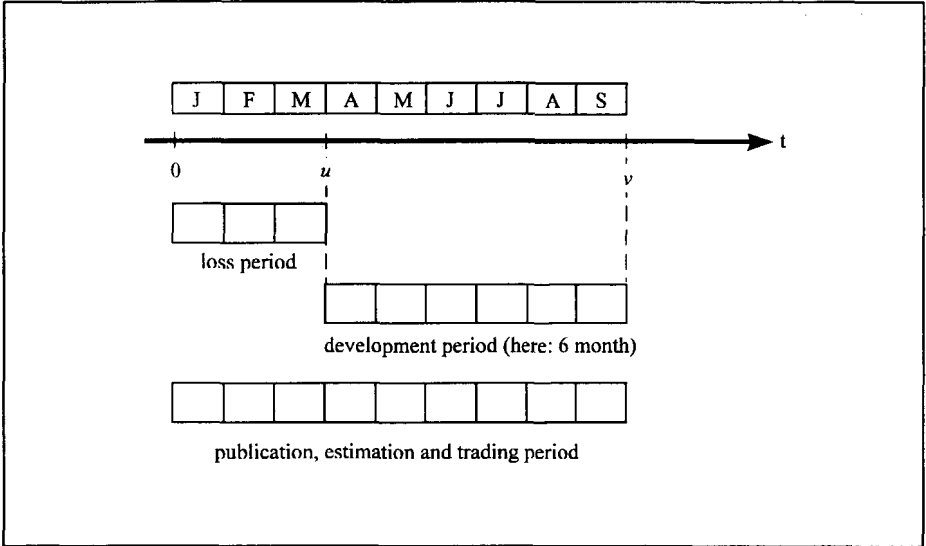 J F M A M J J A S
t
0 u v
loss period
development period (here: 6 month)
publication, estimation and trading period